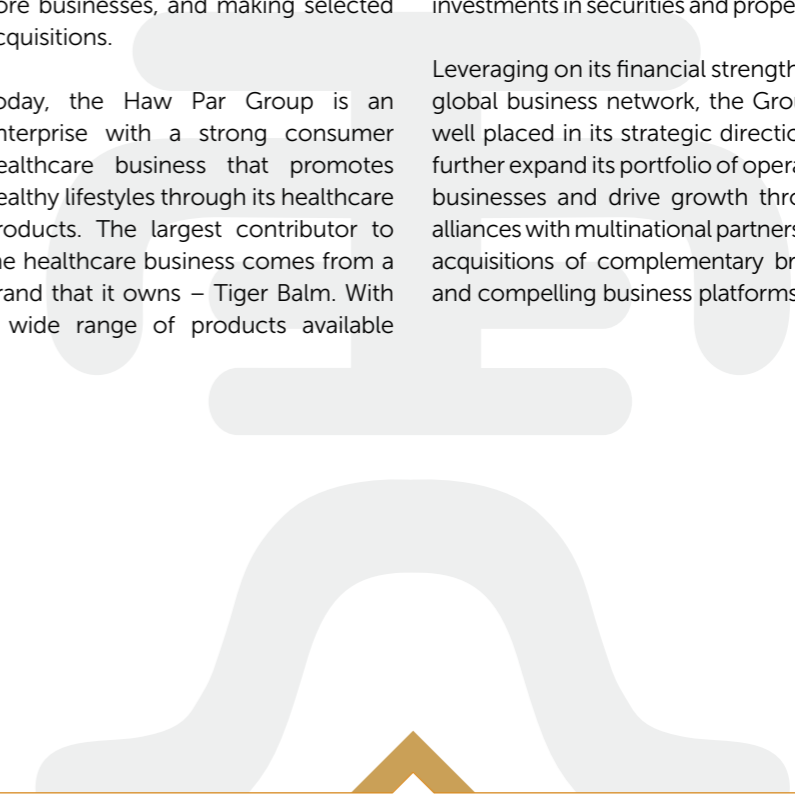 ore businesses, and making selected
cquisitions.
oday, the Haw Par Group is an
nterprise with a strong consumer
ealthcare business that promotes
ealthy lifestyles through its healthcare
roducts. The largest contributor to
he healthcare business comes from a
rand that it owns – Tiger Balm. With
wide range of products available
investments in securities and prope
Leveraging on its financial strength
global business network, the Gro
well placed in its strategic directio
further expand its portfolio of opera
businesses and drive growth thro
alliances with multinational partners
acquisitions of complementary br
and compelling business platforms